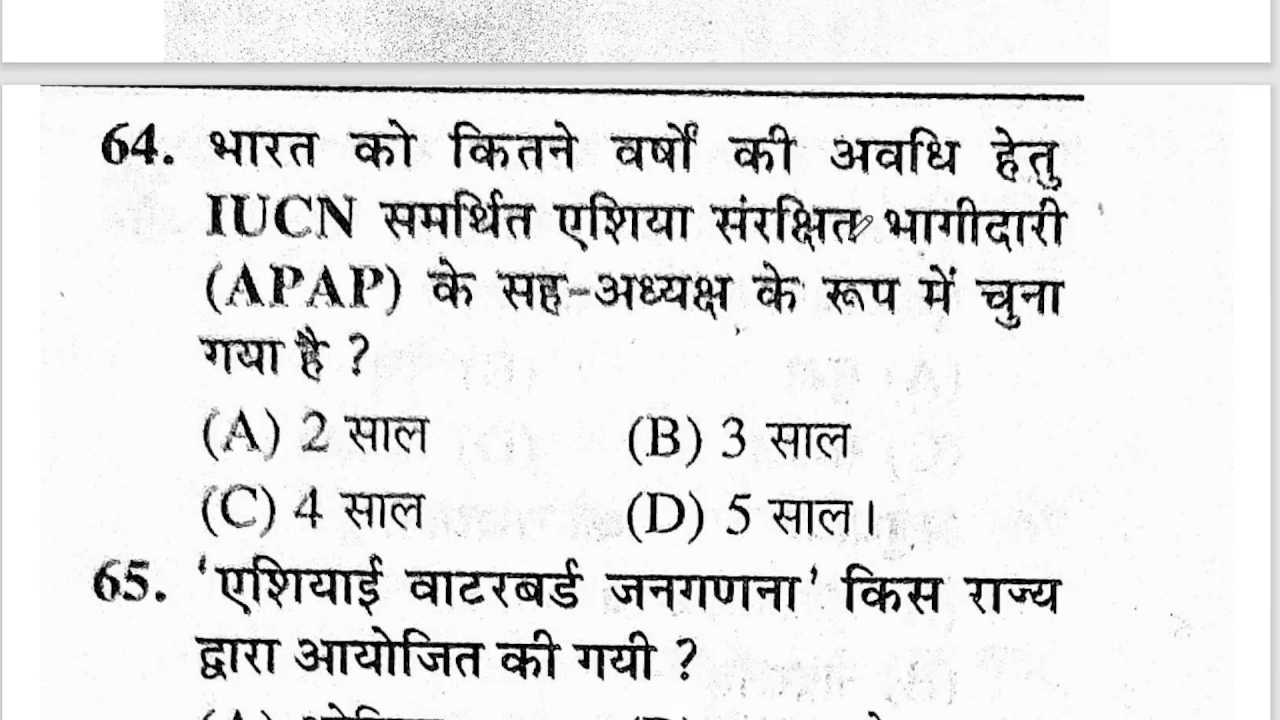 64. भारत को कितने वर्षों की अवधि हेतु
IUCN समर्थित एशिया संरक्षित भागीदारी
(APAP) के सह-अध्यक्ष के रूप में चुना
गया है ?
(A) 2 साल (B) 3 साल
(C) 4 साल (D) 5 साल।
65. 'एशियाई वाटरबर्ड जनगणना' किस राज्य
द्वारा आयोजित की गयी ?